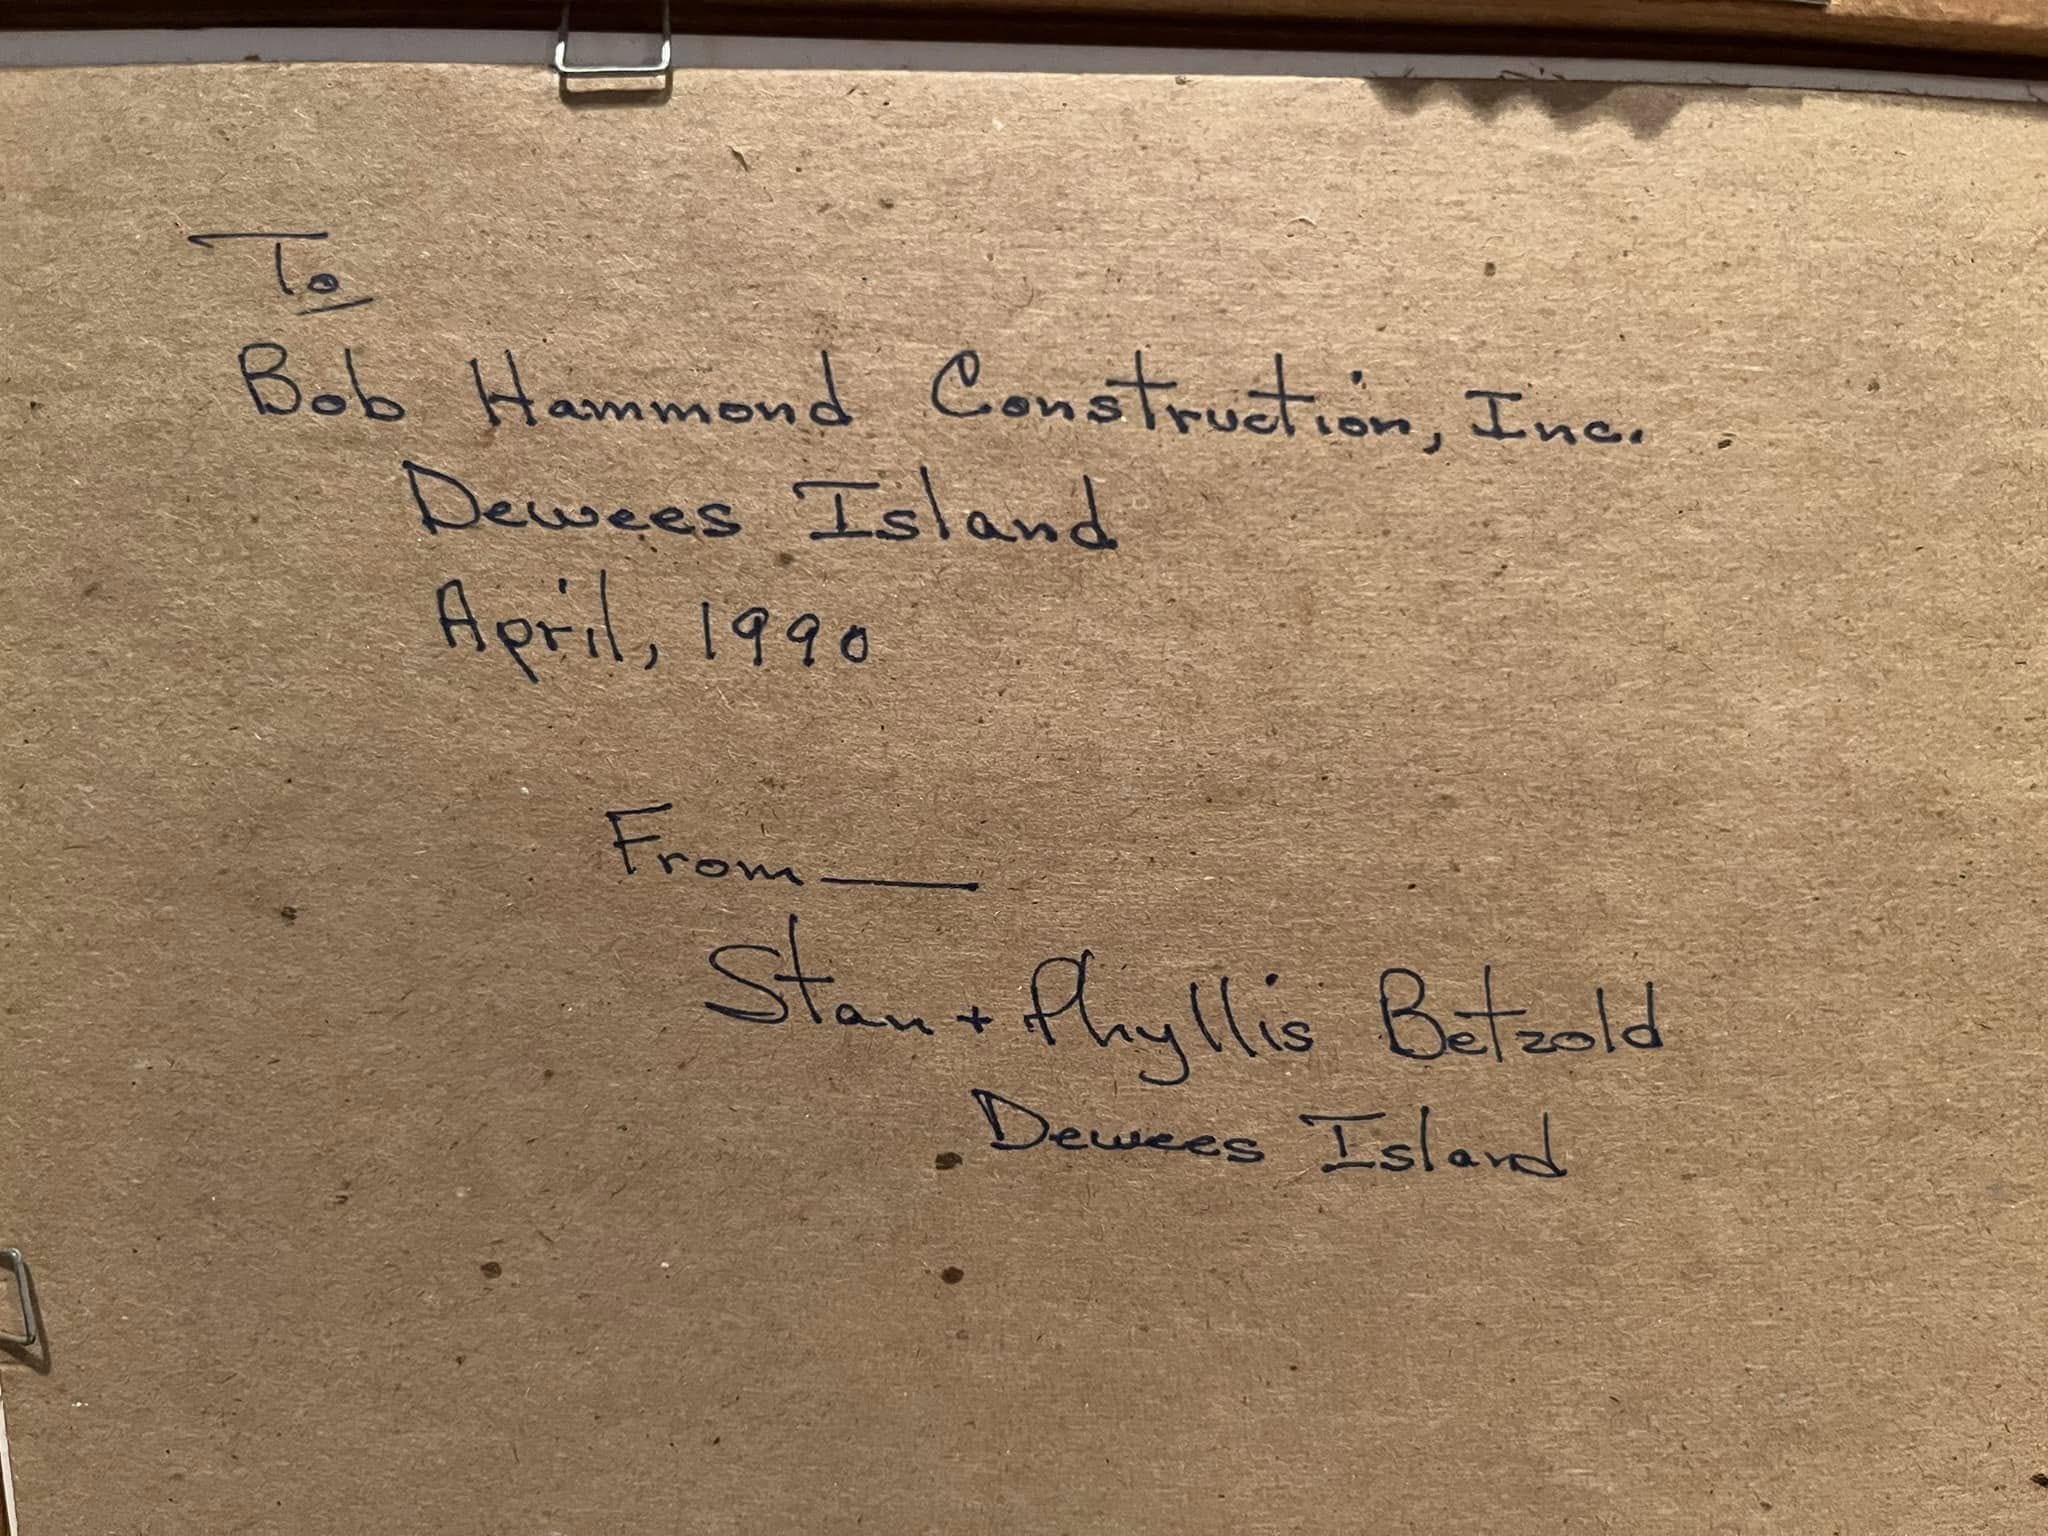 To
Bob Hammond Construction, Inc.
Dewees Island
April, 1990
From —
Stan + Phyllis Betzold
Dewees Island